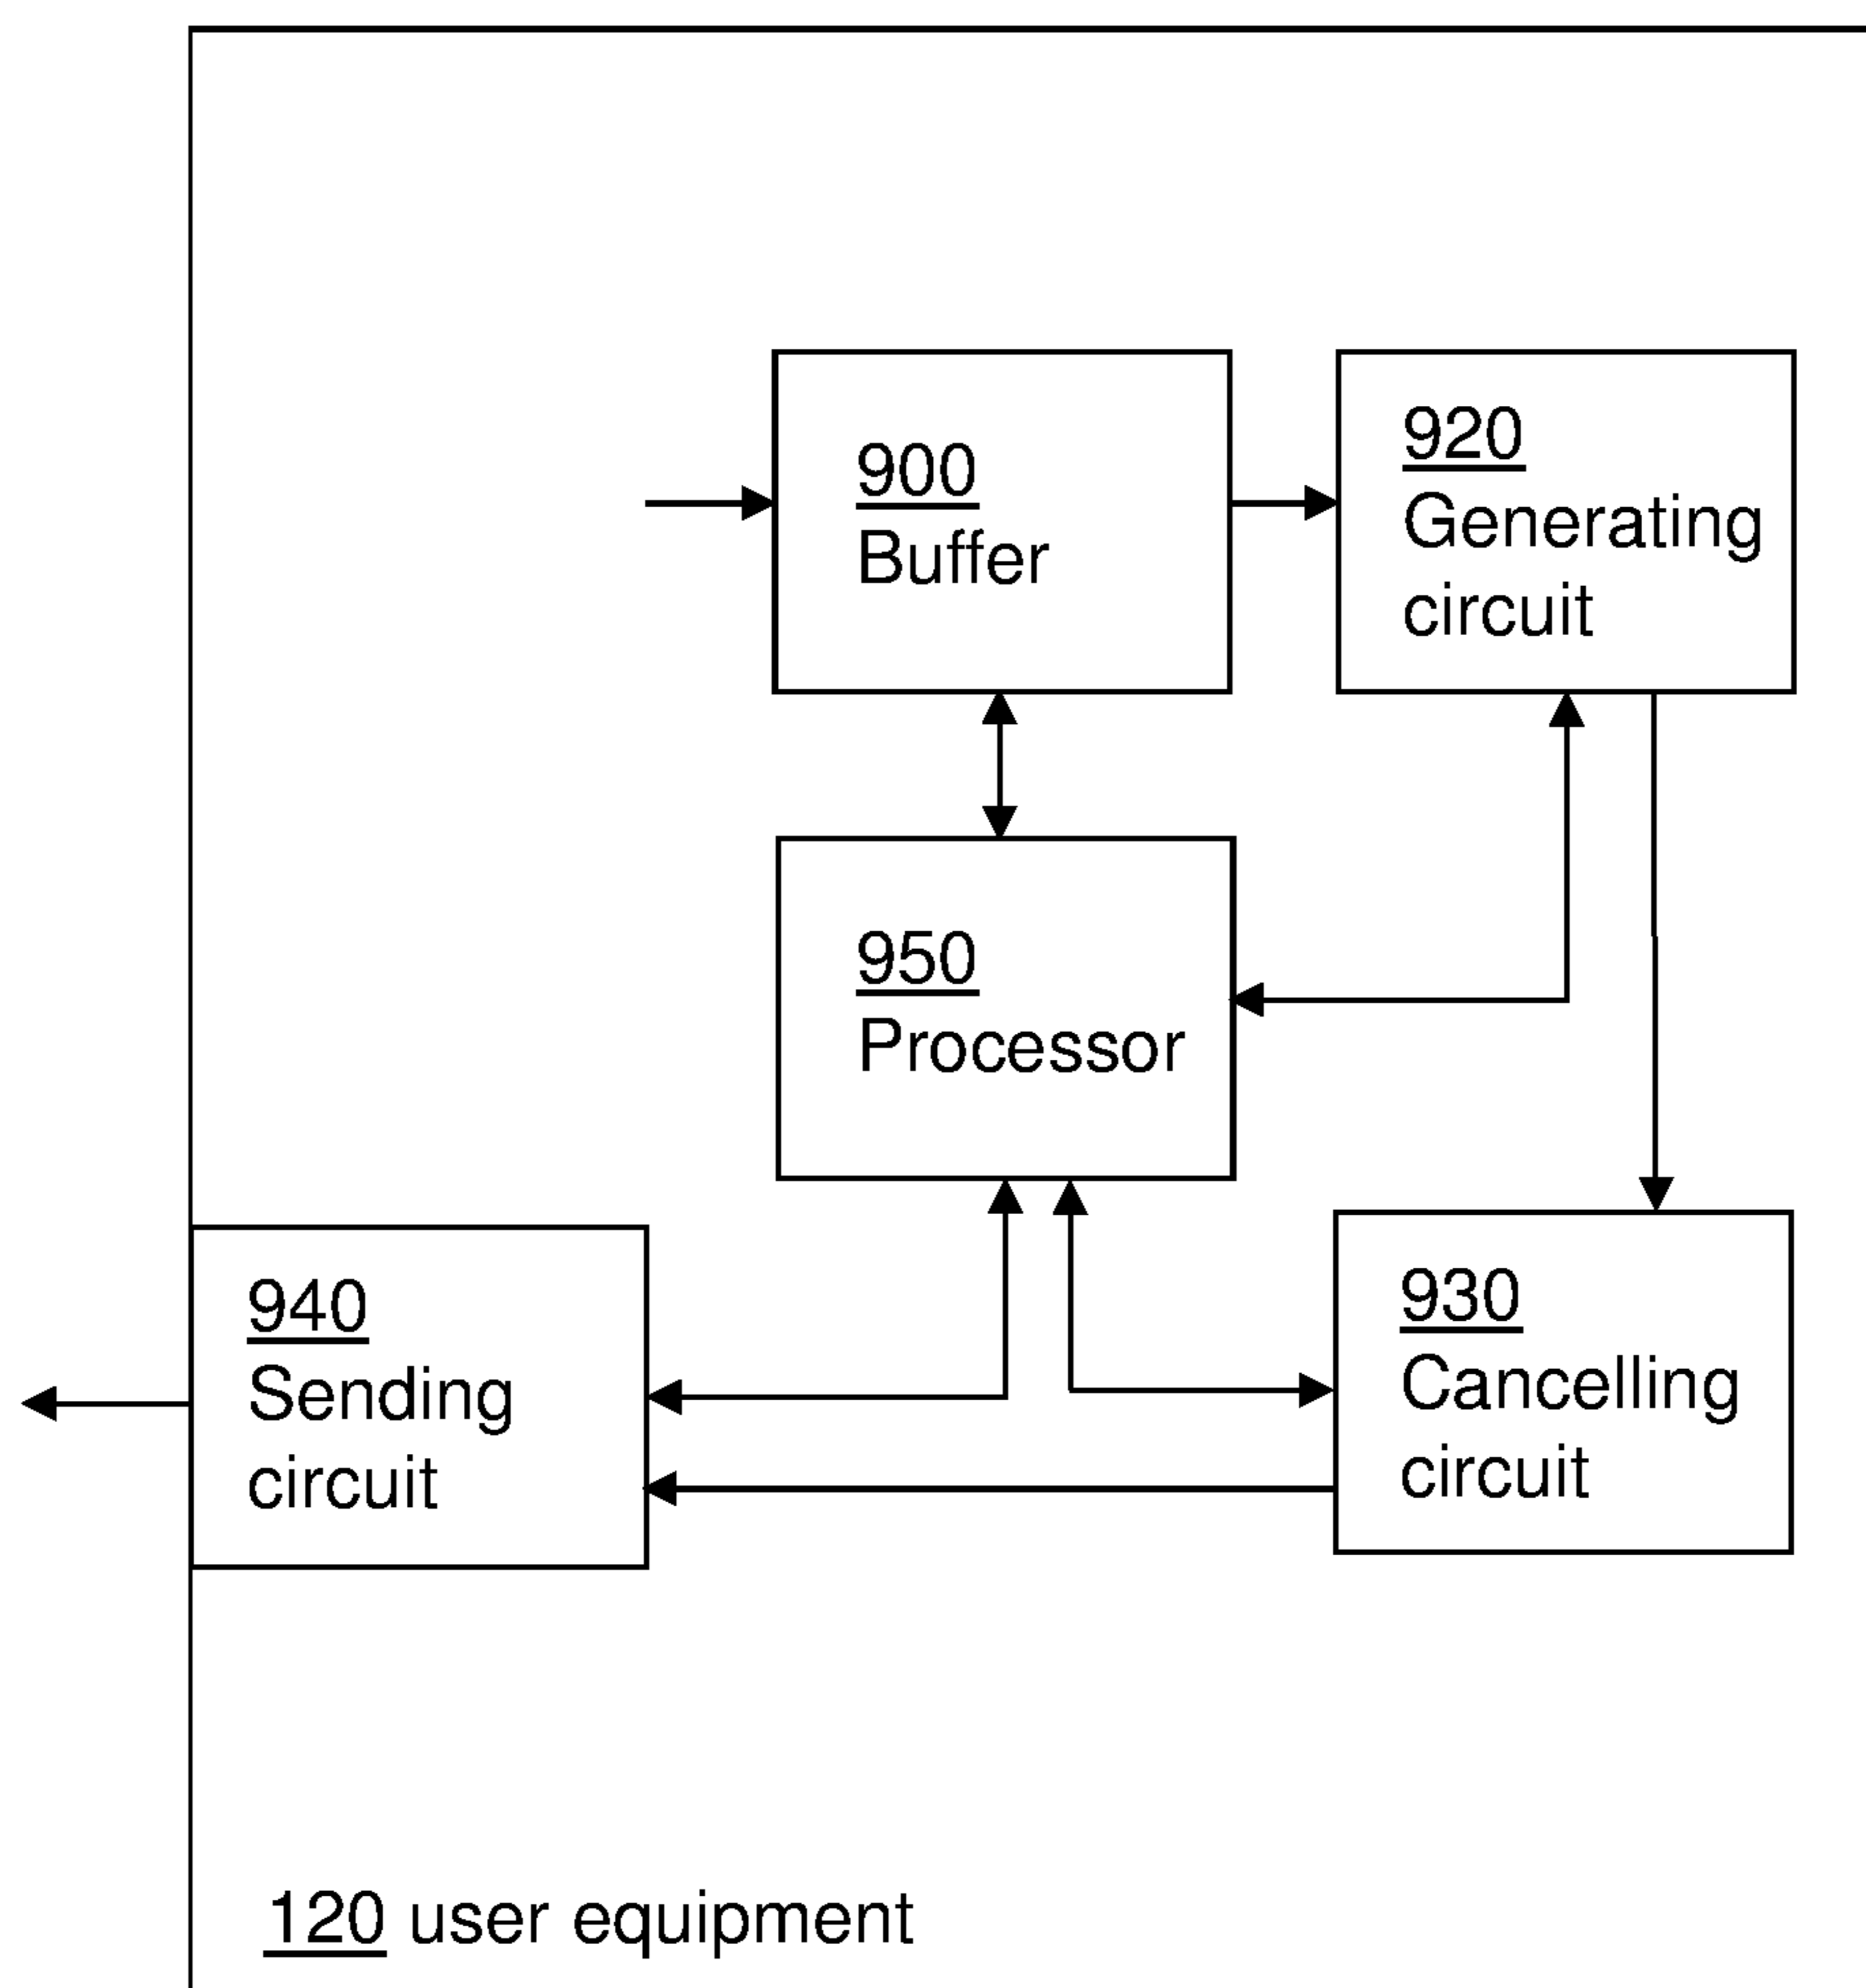 900
Buffer
920
Generating
circuit
950
Processor
940
Sending
circuit
930
Cancelling
circuit
120 user equipment